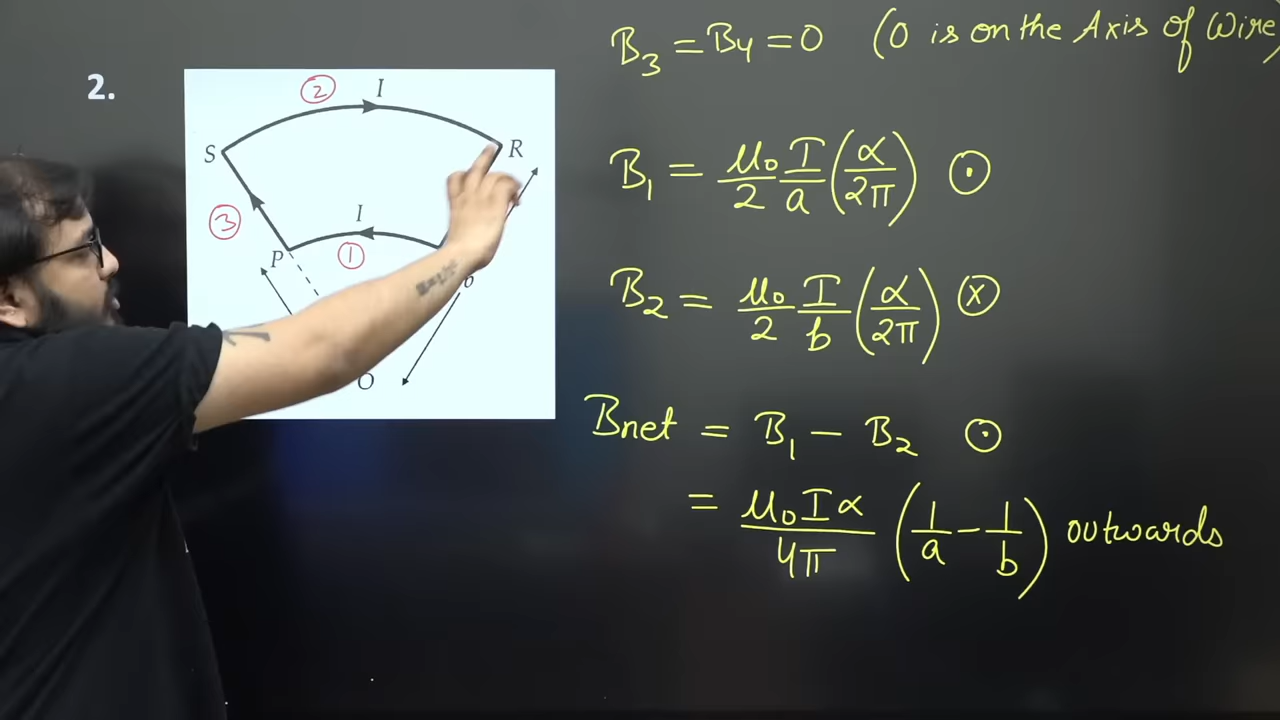 B₃ = B₄ = 0 (O is on the Axis of Wire)
2.
② I
S R
B₁ = μ₀/2 I/a (α/2π) ⊙
③ I
P ①
b
B₂ = μ₀/2 I/b (α/2π) ⊗
O
Bnet = B₁ − B₂ ⊙
= μ₀Iα/4π (1/a − 1/b) outwards